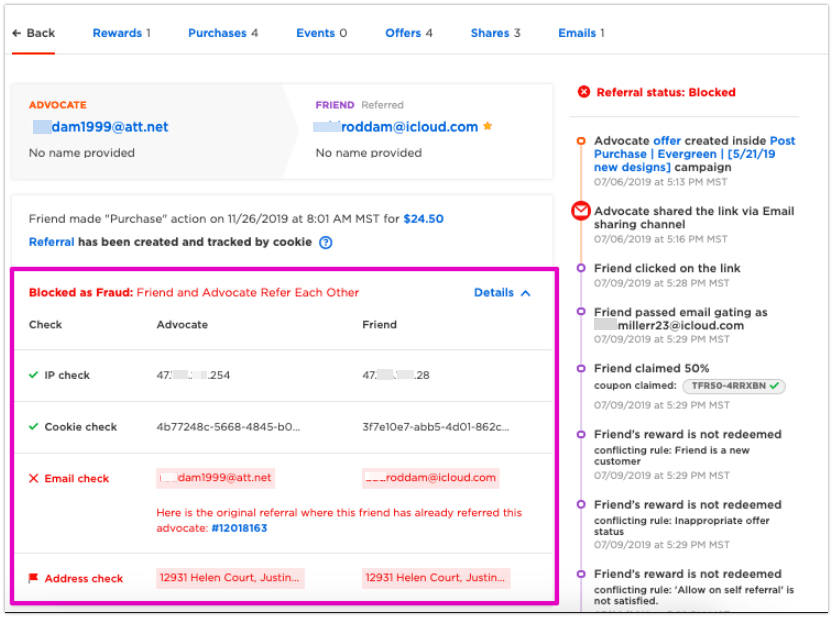 ← Back Rewards 1 Purchases 4 Events 0 Offers 4 Shares 3 Emails 1
ADVOCATE
dam1999@att.net
No name provided
FRIEND Referred
roddam@icloud.com
No name provided
Friend made "Purchase" action on 11/26/2019 at 8:01 AM MST for $24.50
Referral has been created and tracked by cookie ?
Blocked as Fraud: Friend and Advocate Refer Each Other Details
Check Advocate Friend
IP check 47. . .254 47. . .28
Cookie check 4b77248c-5668-4845-b0... 3f7e10e7-abb5-4d01-862c...
Email check dam1999@att.net roddam@icloud.com
Here is the original referral where this friend has already referred this
advocate: #12018163
Address check 12931 Helen Court, Justin... 12931 Helen Court, Justin...
Referral status: Blocked
Advocate offer created inside Post
Purchase | Evergreen | [5/21/19
new designs] campaign
07/06/2019 at 5:13 PM MST
Advocate shared the link via Email
sharing channel
07/06/2019 at 5:16 PM MST
Friend clicked on the link
07/09/2019 at 5:28 PM MST
Friend passed email gating as
millerr23@icloud.com
07/09/2019 at 5:29 PM MST
Friend claimed 50%
coupon claimed: TFR50-4RRXBN
07/09/2019 at 5:29 PM MST
Friend's reward is not redeemed
conflicting rule: Friend is a new
customer
07/09/2019 at 5:29 PM MST
Friend's reward is not redeemed
conflicting rule: Inappropriate offer
status
07/09/2019 at 5:29 PM MST
Friend's reward is not redeemed
conflicting rule: 'Allow on self referral' is
not satisfied.